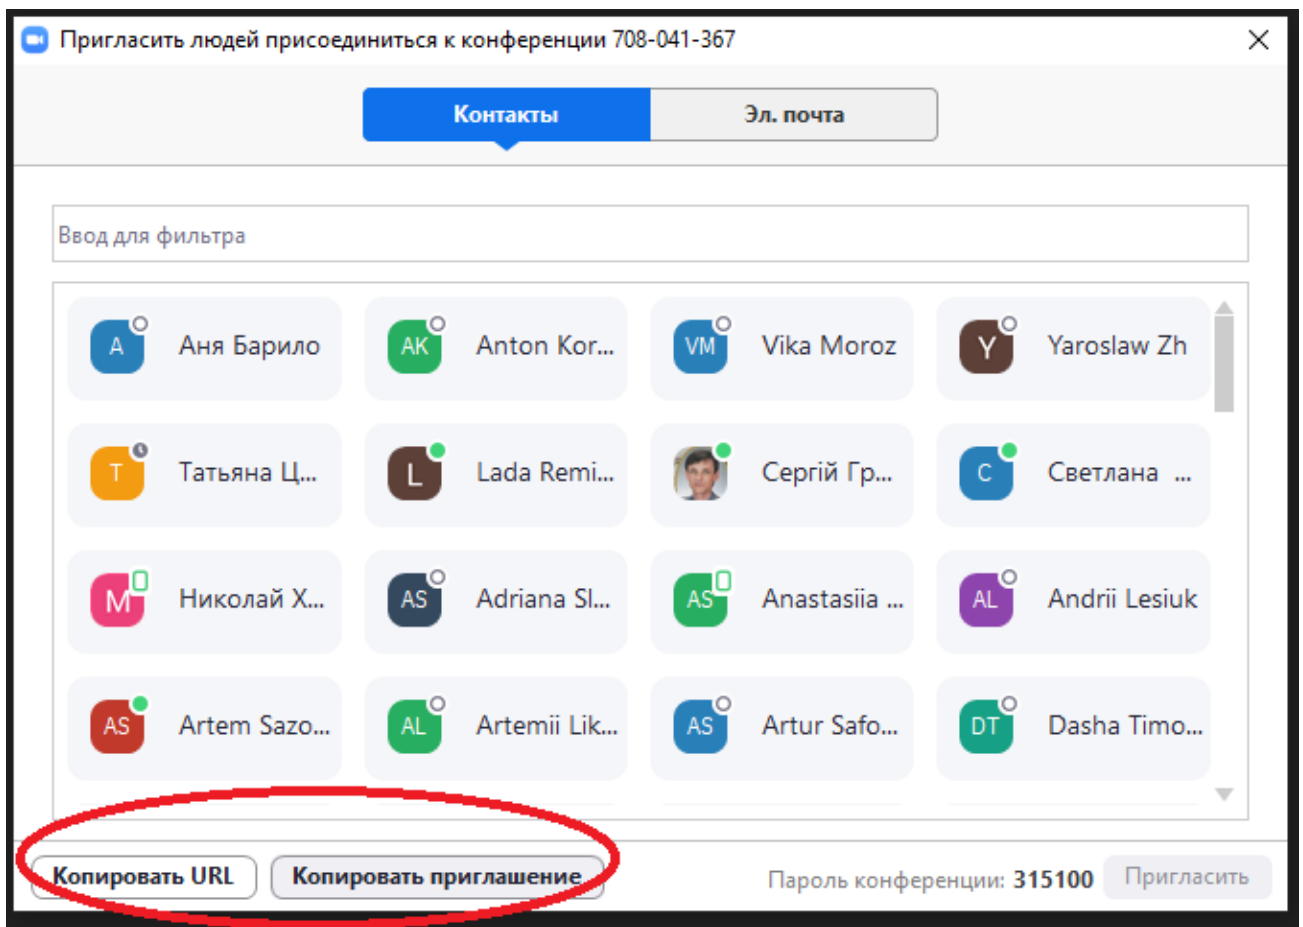 Пригласить людей присоединиться к конференции 708-041-367
Контакты Эл. почта
Ввод для фильтра
A Аня Барило AK Anton Kor... VM Vika Moroz Y Yaroslaw Zh
T Татьяна Ц... L Lada Remi... Сергій Гр... C Светлана ...
М Николай Х... AS Adriana Sl... AS Anastasiia ... AL Andrii Lesiuk
AS Artem Sazo... AL Artemii Lik... AS Artur Safo... DT Dasha Timo...
Копировать URL Копировать приглашение Пароль конференции: 315100 Пригласить